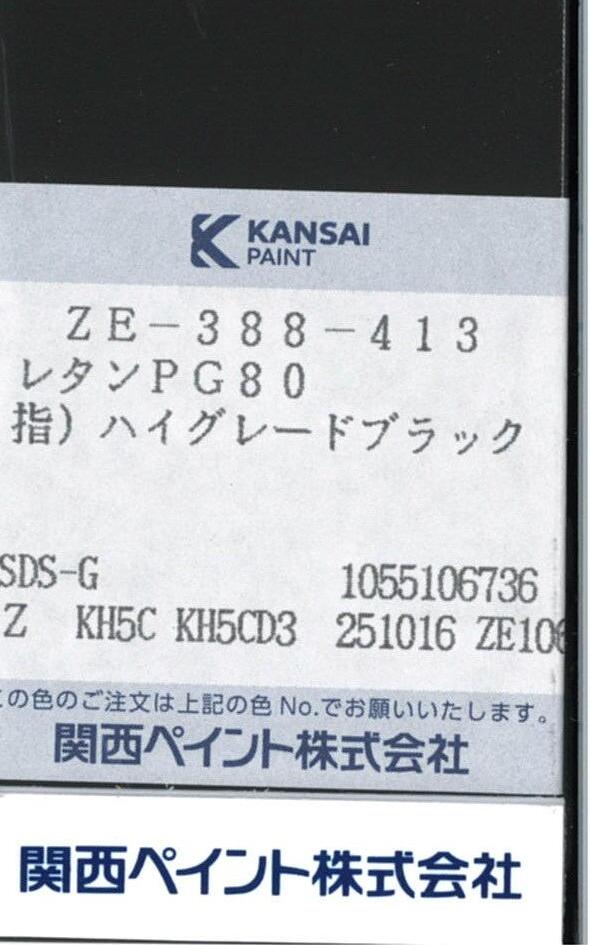 KANSAI
PAINT
ZE-388-413
レタンPG80
指)ハイグレードブラック
SDS-G 1055106736
Z KH5C KH5CD3 251016
の色のご注文は上記の色No.でお願いいたします。
関西ペイント株式会社
関西ペイント株式会社